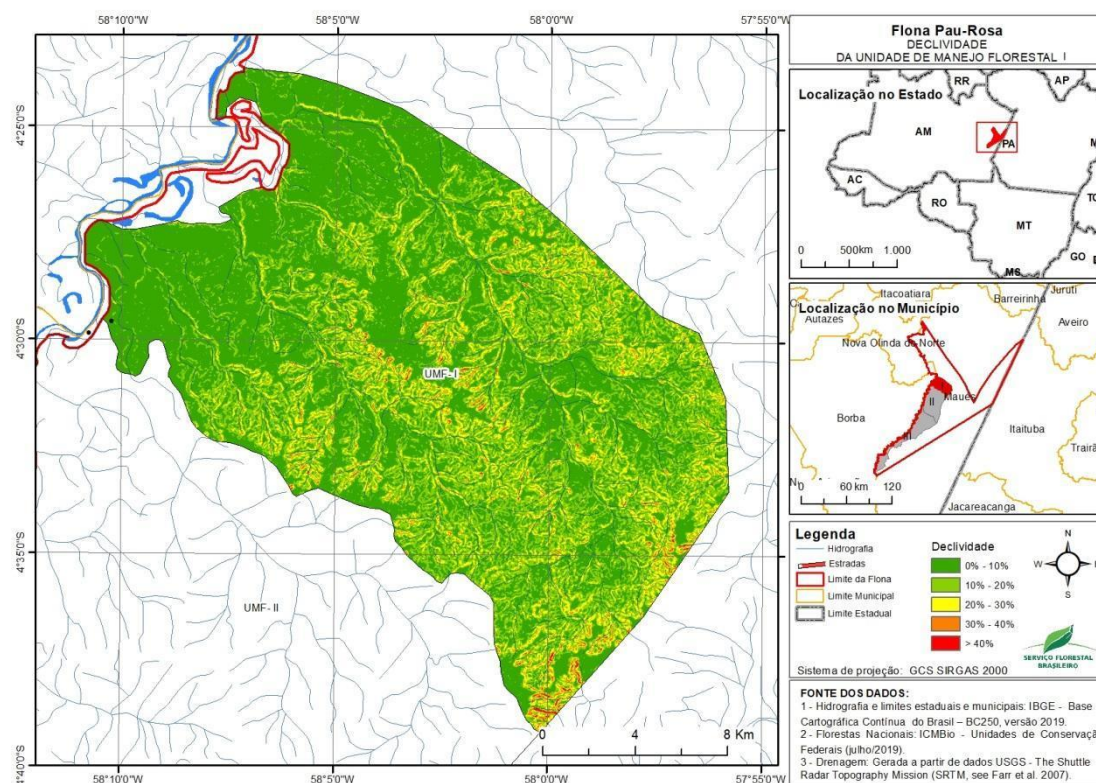 58°10'0"W
58°5'0"W
58°0'0"W
57°55'0"W
4°25'0"S
4°30'0"S
4°35'0"S
4°40'0"S
UMF-I
UMF-II
0 4 8 Km
58°10'0"W
58°5'0"W
58°0'0"W
57°55'0"W
Flona Pau-Rosa
DECLIVIDADE
DA UNIDADE DE MANEJO FLORESTAL I
Localização no Estado
RR
AP
AM
PA
M
AC
RO
TO
MT
GO
MS
0 500km 1.000
Localização no Município
Itacoatiara
Juruti
Barreirinha
Autazes
Aveiro
Nova Olinda do Norte
I
Maués
II
Borba
III
Itaituba
Trairã
0 60 km 120
Jacareacanga
Legenda
Hidrografia
Estradas
Limite da Flona
Limite Municipal
Limite Estadual
Declividade
0% - 10%
10% - 20%
20% - 30%
30% - 40%
> 40%
N
W
S
SERVIÇO FLORESTAL
BRASILEIRO
Sistema de projeção: GCS SIRGAS 2000
FONTE DOS DADOS:
1 - Hidrografia e limites estaduais e municipais: IBGE - Base
Cartográfica Contínua do Brasil – BC250, versão 2019.
2 - Florestas Nacionais: ICMBio - Unidades de Conservaçã
Federais (julho/2019).
3 - Drenagem: Gerada a partir de dados USGS - The Shuttle
Radar Topography Mission (SRTM, see Farr et al. 2007).